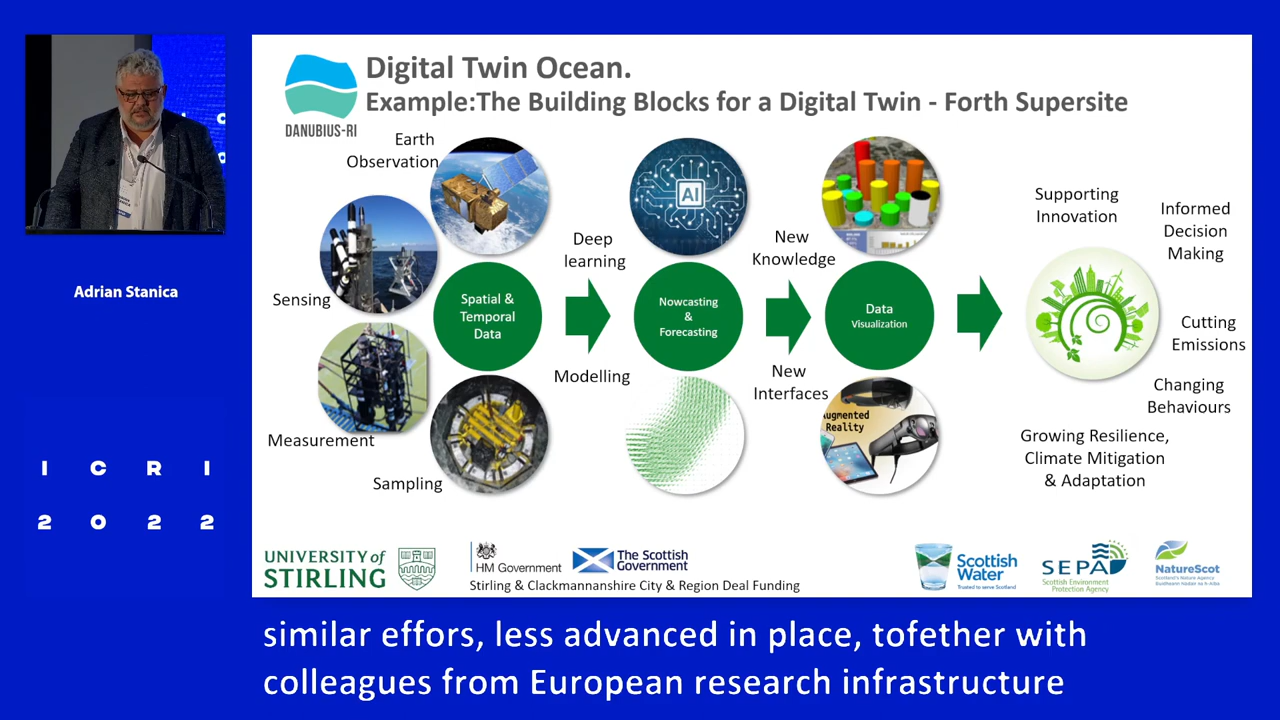 Digital Twin Ocean.
Example:The Building Blocks for a Digital Twin - Forth Supersite
DANUBIUS-RI
Earth
Observation
Sensing
Measurement
Sampling
Spatial &
Temporal
Data
Deep
learning
Modelling
AI
Nowcasting
&
Forecasting
New
Knowledge
New
Interfaces
Data
Visualization
Augmented
Reality
Supporting
Innovation
Informed
Decision
Making
Cutting
Emissions
Changing
Behaviours
Growing Resilience,
Climate Mitigation
& Adaptation
Adrian Stanica
I C R I
2 0 2 2
UNIVERSITY of
STIRLING
HM Government
The Scottish
Government
Stirling & Clackmannanshire City & Region Deal Funding
Scottish
Water
Trusted to serve Scotland
SEPA
Scottish Environment
Protection Agency
NatureScot
Scotland's Nature Agency
similar effors, less advanced in place, tofether with
colleagues from European research infrastructure